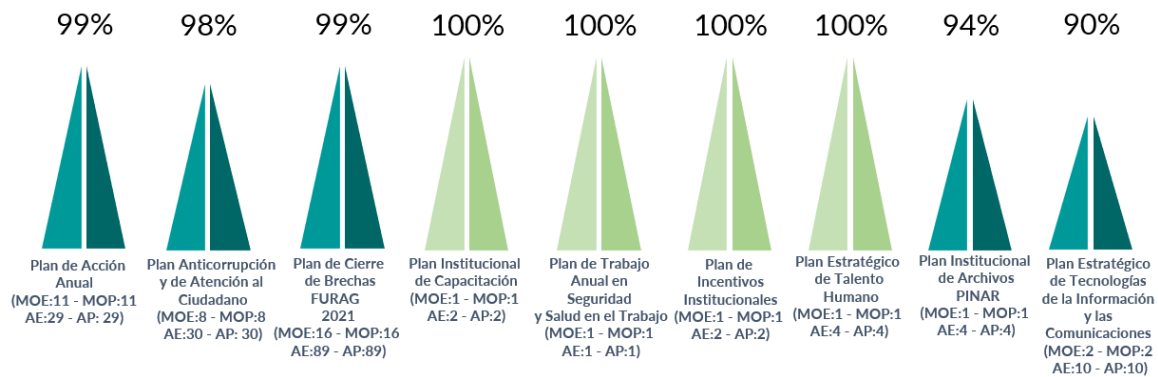 99%
98%
99%
100%
100%
100%
100%
94%
90%
Plan de Acción
Anual
(MOE:11 - MOP:11
AE:29 - AP: 29)
Plan Anticorrupción
y de Atención al
Ciudadano
(MOE:8 - MOP:8
AE:30 - AP: 30)
Plan de Cierre
de Brechas
FURAG
2021
(MOE:16 - MOP:16
AE:89 - AP:89)
Plan Institucional
de Capacitación
(MOE:1 - MOP:1
AE:2 - AP:2)
Plan de Trabajo
Anual en
Seguridad
y Salud en el Trabajo
(MOE:1 - MOP:1
AE:1 - AP:1)
Plan de
Incentivos
Institucionales
(MOE:1 - MOP:1
AE:2 - AP:2)
Plan Estratégico
de Talento
Humano
(MOE:1 - MOP:1
AE:4 - AP:4)
Plan Institucional
de Archivos
PINAR
(MOE:1 - MOP:1
AE:4 - AP:4)
Plan Estratégico
de Tecnologías
de la Información
y las
Comunicaciones
(MOE:2 - MOP:2
AE:10 - AP:10)